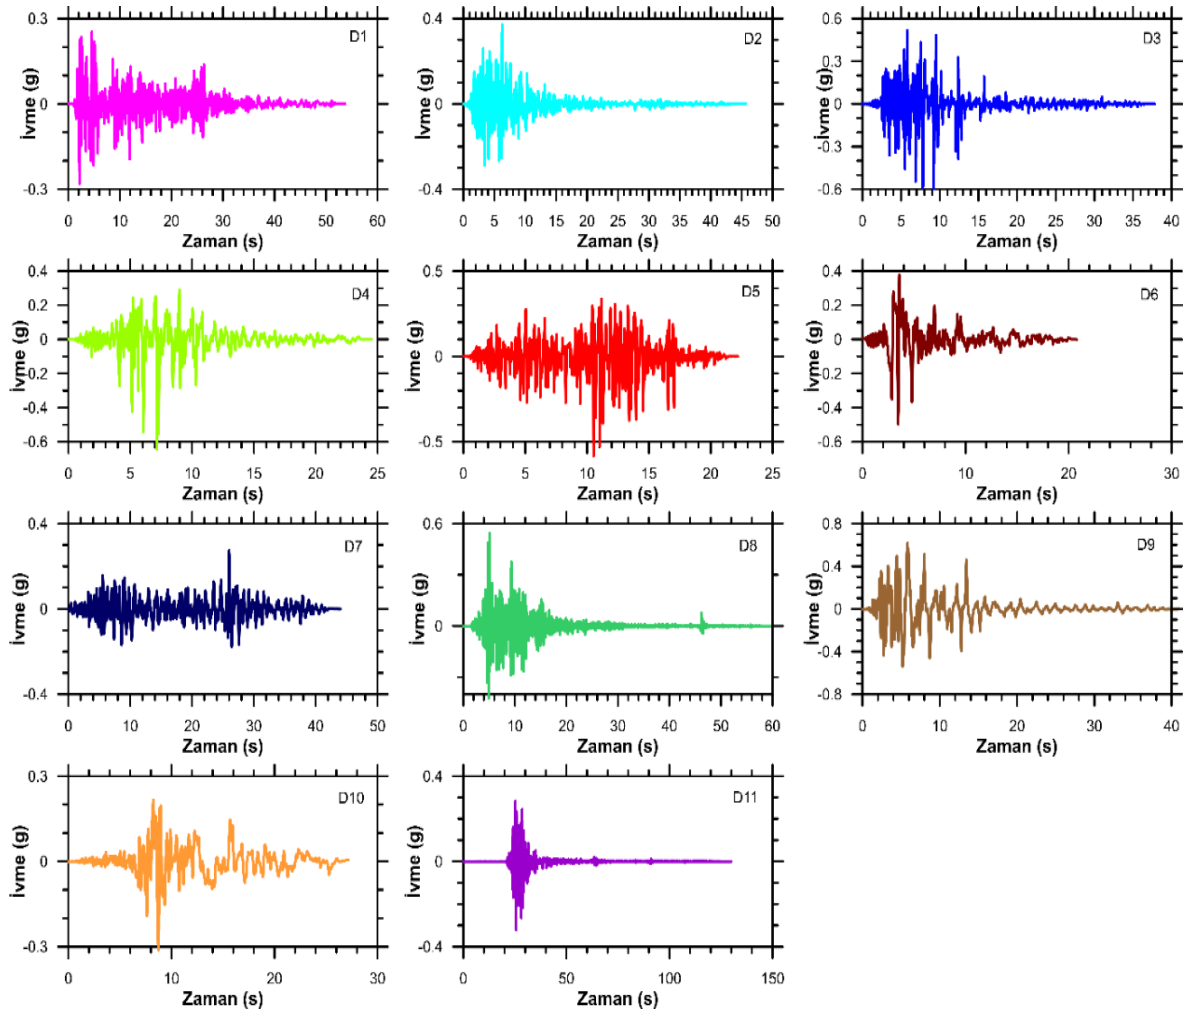 0.3
D1
İvme (g)
0
-0.3
0 10 20 30 40 50 60
Zaman (s)
0.4
D2
İvme (g)
0
-0.4
0 5 10 15 20 25 30 35 40 45 50
Zaman (s)
0.6
D3
0.3
İvme (g)
0
-0.3
-0.6
0 5 10 15 20 25 30 35 40
Zaman (s)
0.4
D4
0.2
İvme (g)
0
-0.2
-0.4
-0.6
0 5 10 15 20 25
Zaman (s)
0.5
D5
İvme (g)
0
-0.5
0 5 10 15 20 25
Zaman (s)
0.4
D6
0.2
İvme (g)
0
-0.2
-0.4
-0.6
0 10 20 30
Zaman (s)
0.4
D7
İvme (g)
0
-0.4
0 10 20 30 40 50
Zaman (s)
0.6
D8
İvme (g)
0
0 10 20 30 40 50 60
Zaman (s)
0.8
D9
0.4
İvme (g)
0
-0.4
-0.8
0 10 20 30 40
Zaman (s)
0.3
D10
İvme (g)
0
-0.3
0 10 20 30
Zaman (s)
0.4
D11
İvme (g)
0
-0.4
0 50 100 150
Zaman (s)